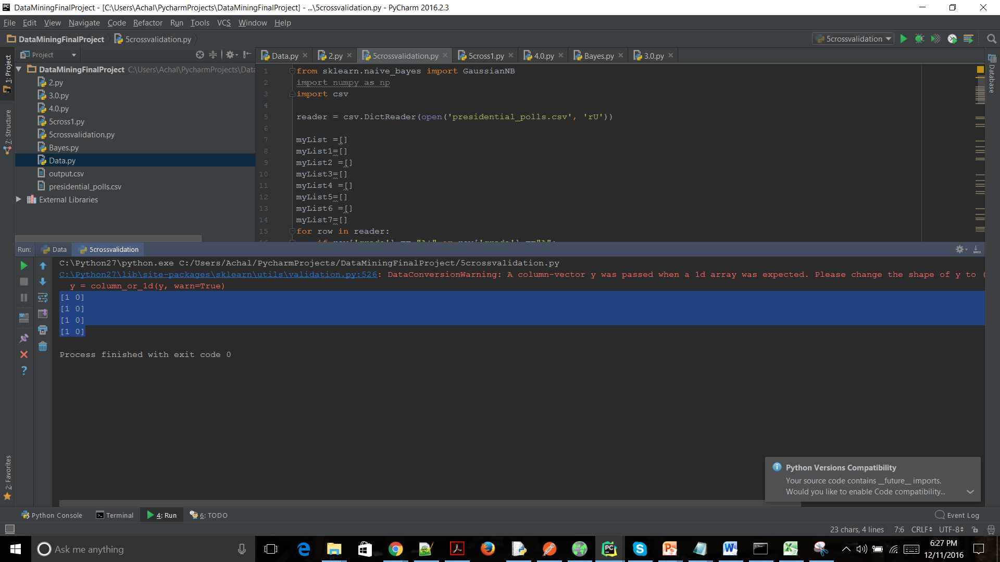 DataMiningFinalProject - [C:\Users\Achal\PycharmProjects\DataMiningFinalProject] - ...\5crossvalidation.py - PyCharm 2016.2.3
File Edit View Navigate Code Refactor Run Tools VCS Window Help
DataMiningFinalProject 5crossvalidation.py
5crossvalidation
Project
Data.py 2.py 5crossvalidation.py 5cross1.py 4.0.py Bayes.py 3.0.py
1: Project
7: Structure
2: Favorites
Database
DataMiningFinalProject C:\Users\Achal\PycharmProjects\Data
2.py
3.0.py
4.0.py
5cross1.py
5crossvalidation.py
Bayes.py
Data.py
output.csv
presidential_polls.csv
External Libraries
1 from sklearn.naive_bayes import GaussianNB
2 import numpy as np
3 import csv
4
5 reader = csv.DictReader(open('presidential_polls.csv', 'rU'))
6
7 myList =[]
8 myList1=[]
9 myList2 =[]
10 myList3=[]
11 myList4 =[]
12 myList5=[]
13 myList6 =[]
14 myList7=[]
15 for row in reader:
Run: Data 5crossvalidation
C:\Python27\python.exe C:/Users/Achal/PycharmProjects/DataMiningFinalProject/5crossvalidation.py
C:\Python27\lib\site-packages\sklearn\utils\validation.py:526: DataConversionWarning: A column-vector y was passed when a 1d array was expected. Please change the shape of y to (
y = column_or_1d(y, warn=True)
[1 0]
[1 0]
[1 0]
[1 0]
Process finished with exit code 0
Python Versions Compatibility
Your source code contains __future__ imports.
Would you like to enable Code compatibility...
Python Console Terminal 4: Run 6: TODO Event Log
23 chars, 4 lines 7:6 CRLF UTF-8
Ask me anything
6:27 PM
12/11/2016